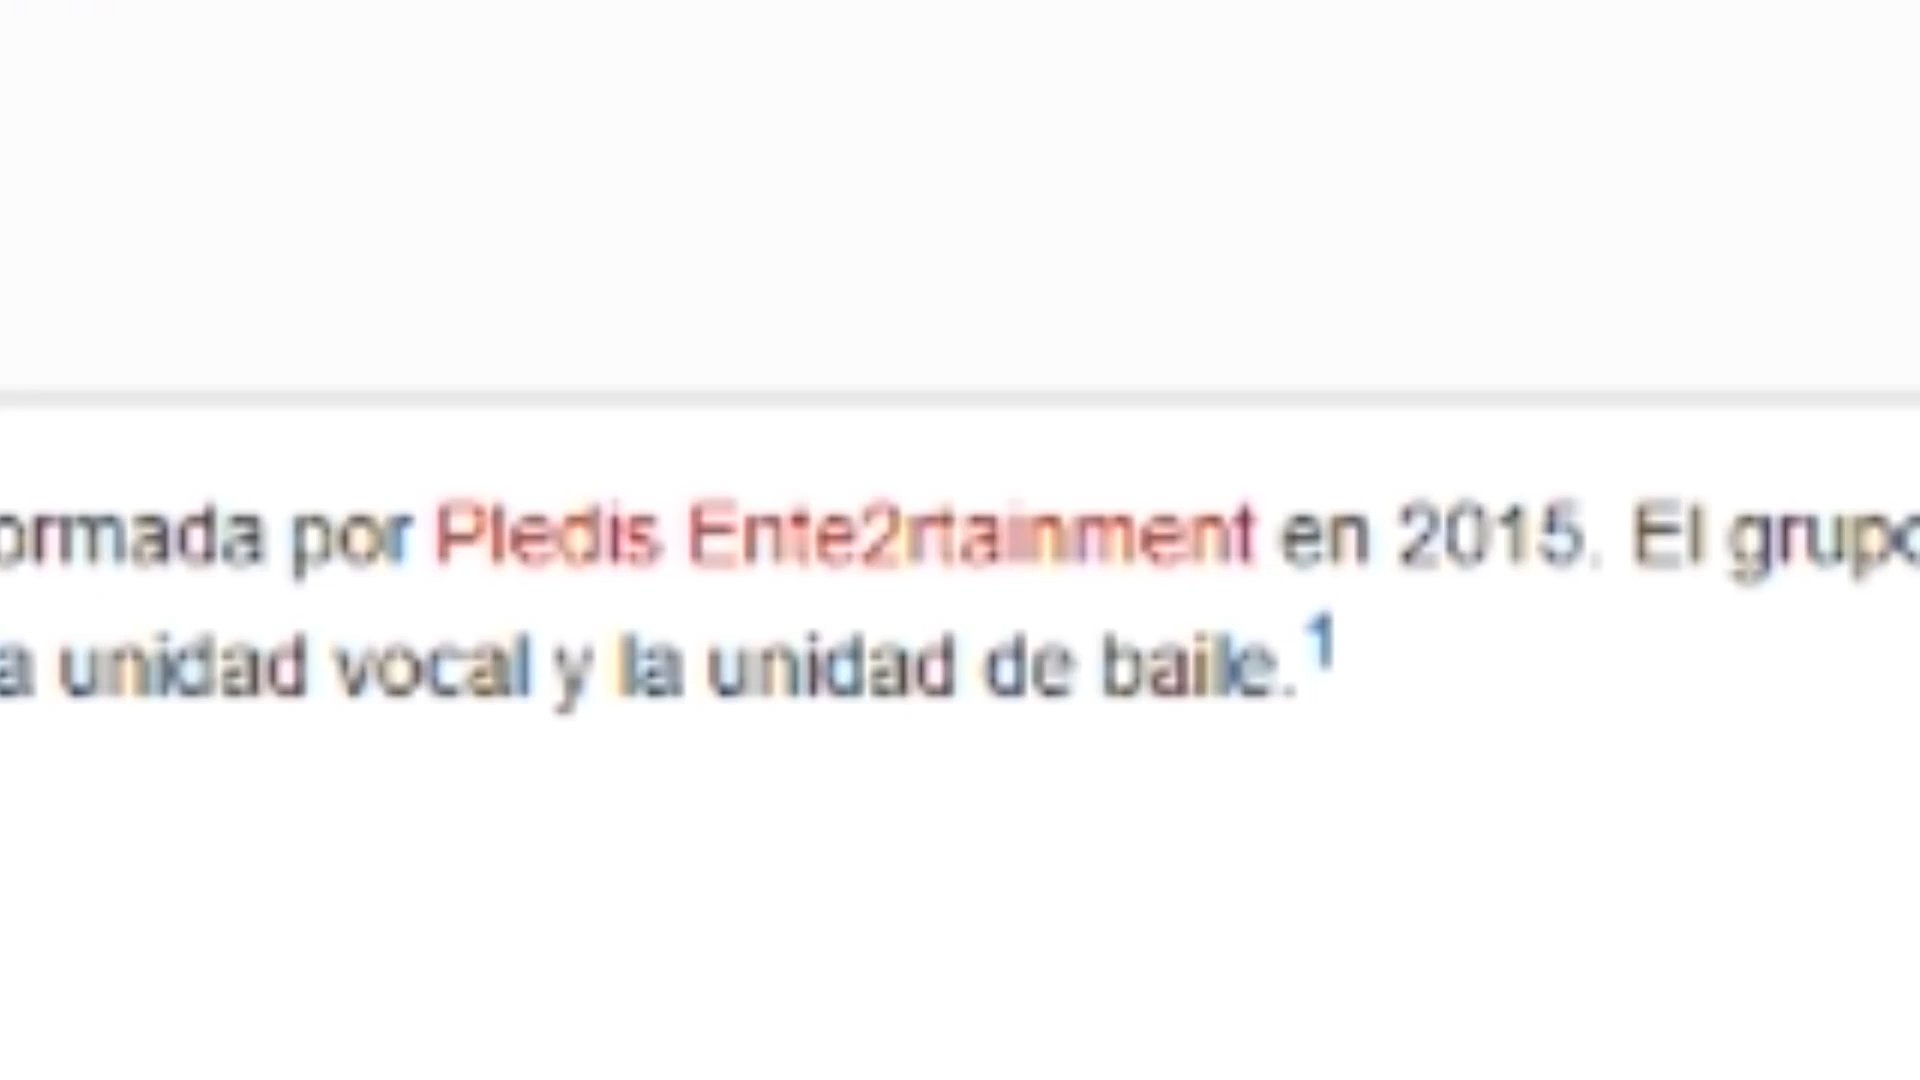 ormada por Pledis Ente2rtainment en 2015. El grupo
a unidad vocal y la unidad de baile.1